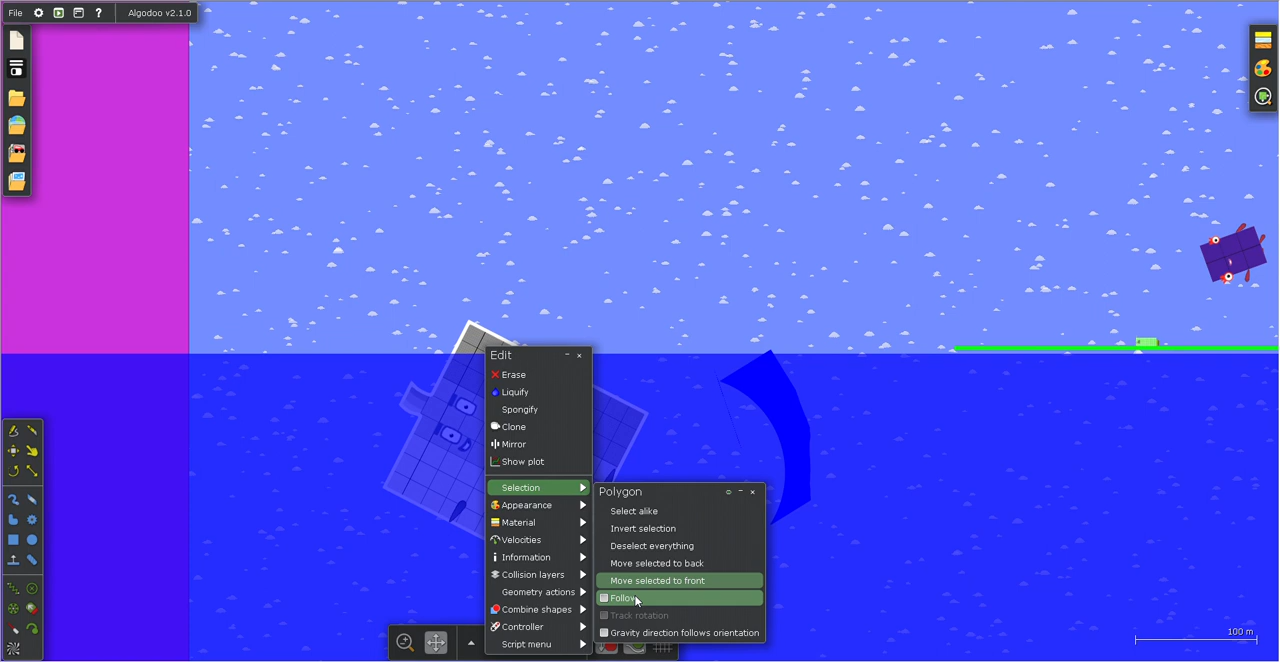 File ? Algodoo v2.1.0
Edit
Erase
Liquify
Spongify
Clone
Mirror
Show plot
Selection
Appearance
Material
Velocities
Information
Collision layers
Geometry actions
Combine shapes
Controller
Script menu
Polygon
Select alike
Invert selection
Deselect everything
Move selected to back
Move selected to front
Follow
Track rotation
Gravity direction follows orientation
100 m